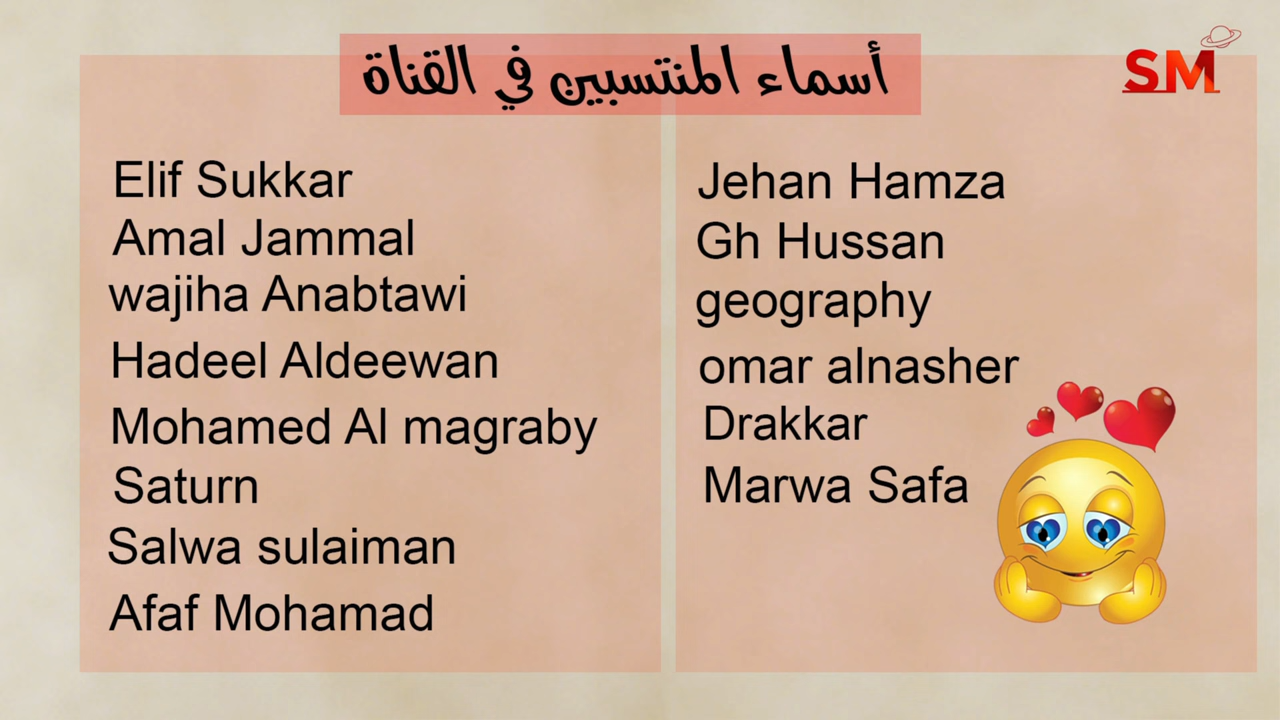 أسماء المنتسبين في القناة
SM
Elif Sukkar
Amal Jammal
wajiha Anabtawi
Hadeel Aldeewan
Mohamed Al magraby
Saturn
Salwa sulaiman
Afaf Mohamad
Jehan Hamza
Gh Hussan
geography
omar alnasher
Drakkar
Marwa Safa